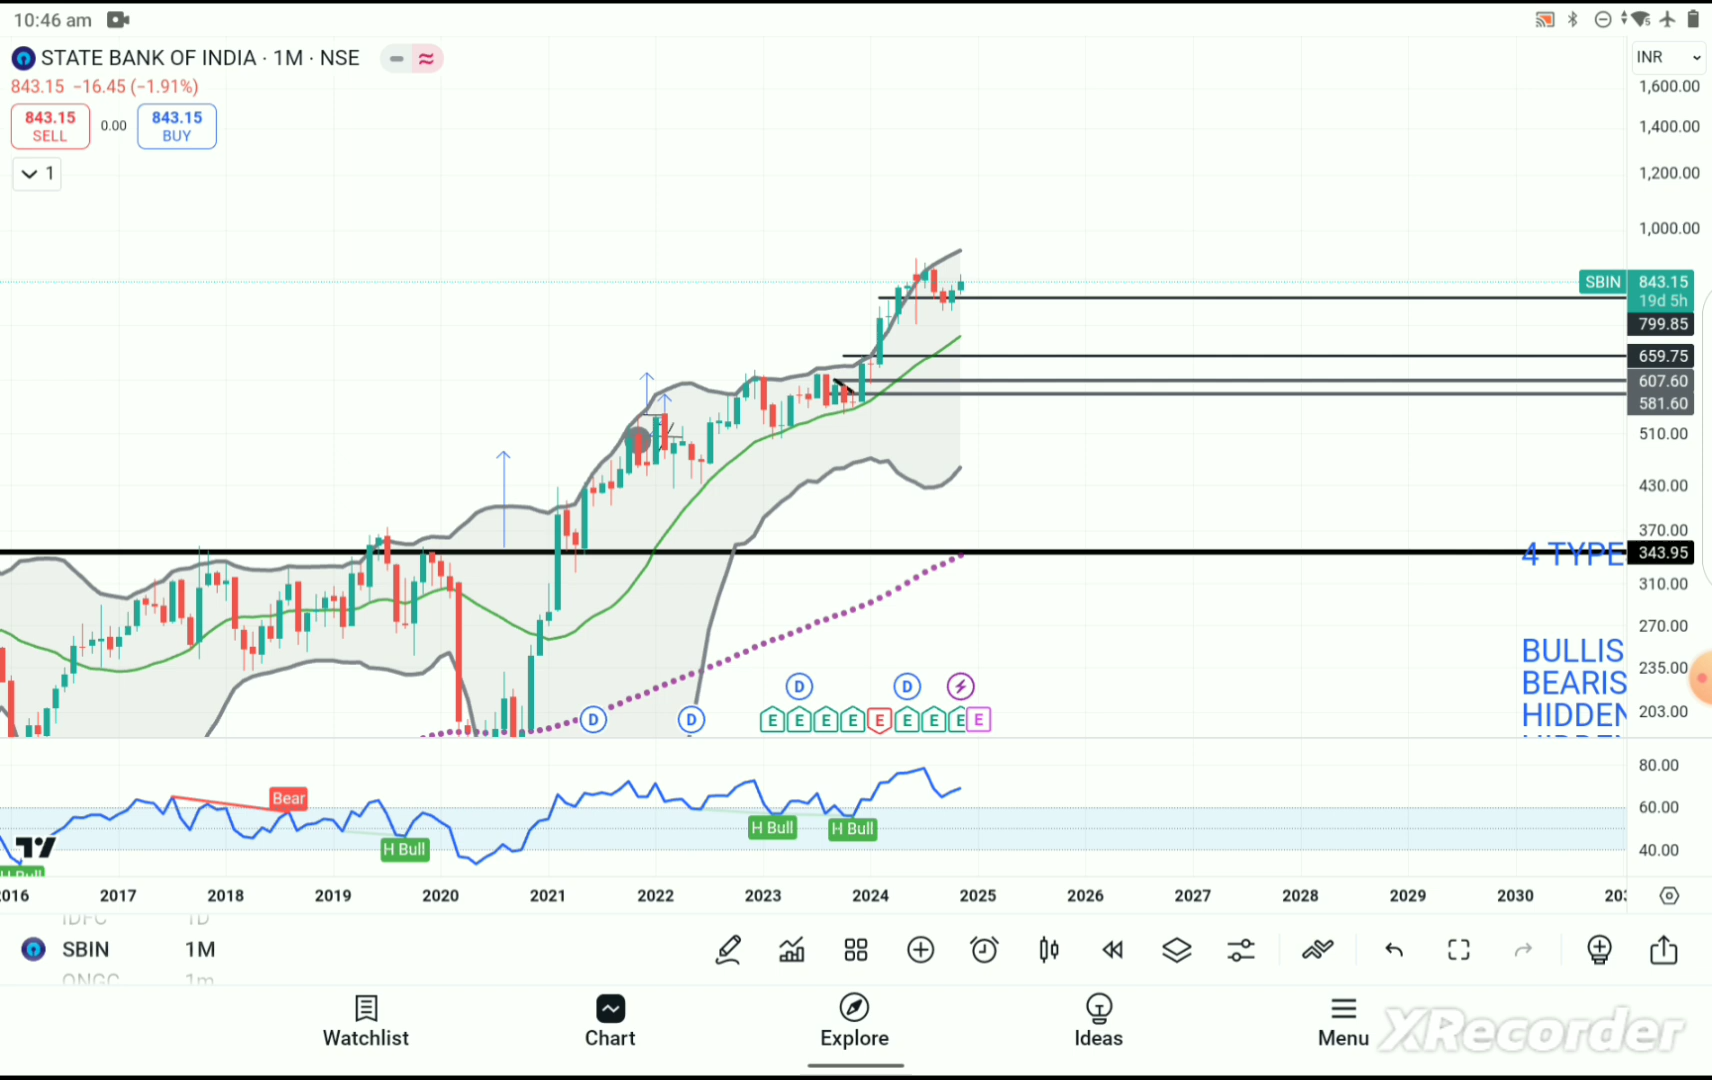 10:46 am
STATE BANK OF INDIA · 1M · NSE
INR
843.15 −16.45 (−1.91%)
843.15
SELL
0.00
843.15
BUY
1
1,600.00
1,400.00
1,200.00
1,000.00
SBIN 843.15
19d 5h
799.85
659.75
607.60
581.60
510.00
430.00
370.00
4 TYPE
343.95
310.00
270.00
BULLIS
235.00
BEARIS
HIDDEN
203.00
D D
D D
E E E E E E E E E
80.00
60.00
40.00
Bear
H Bull
H Bull
H Bull
H Bull
2016 2017 2018 2019 2020 2021 2022 2023 2024 2025 2026 2027 2028 2029 2030
IDFC 1D
SBIN 1M
ONGC 1m
Watchlist
Chart
Explore
Ideas
Menu
XRecorder